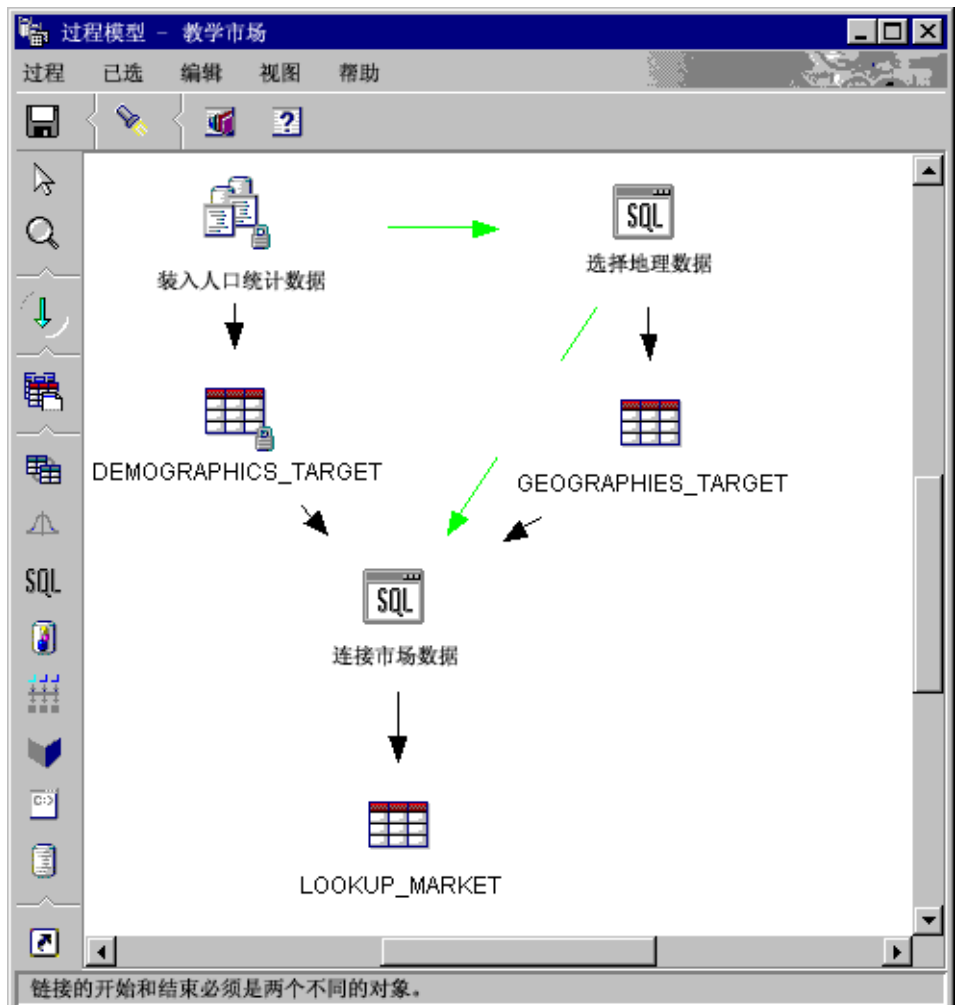 过程模型 - 教学市场
过程 已选 编辑 视图 帮助
?
SQL
装入人口统计数据
选择地理数据
DEMOGRAPHICS_TARGET
GEOGRAPHIES_TARGET
SQL
SQL
连接市场数据
C:>
LOOKUP_MARKET
链接的开始和结束必须是两个不同的对象。